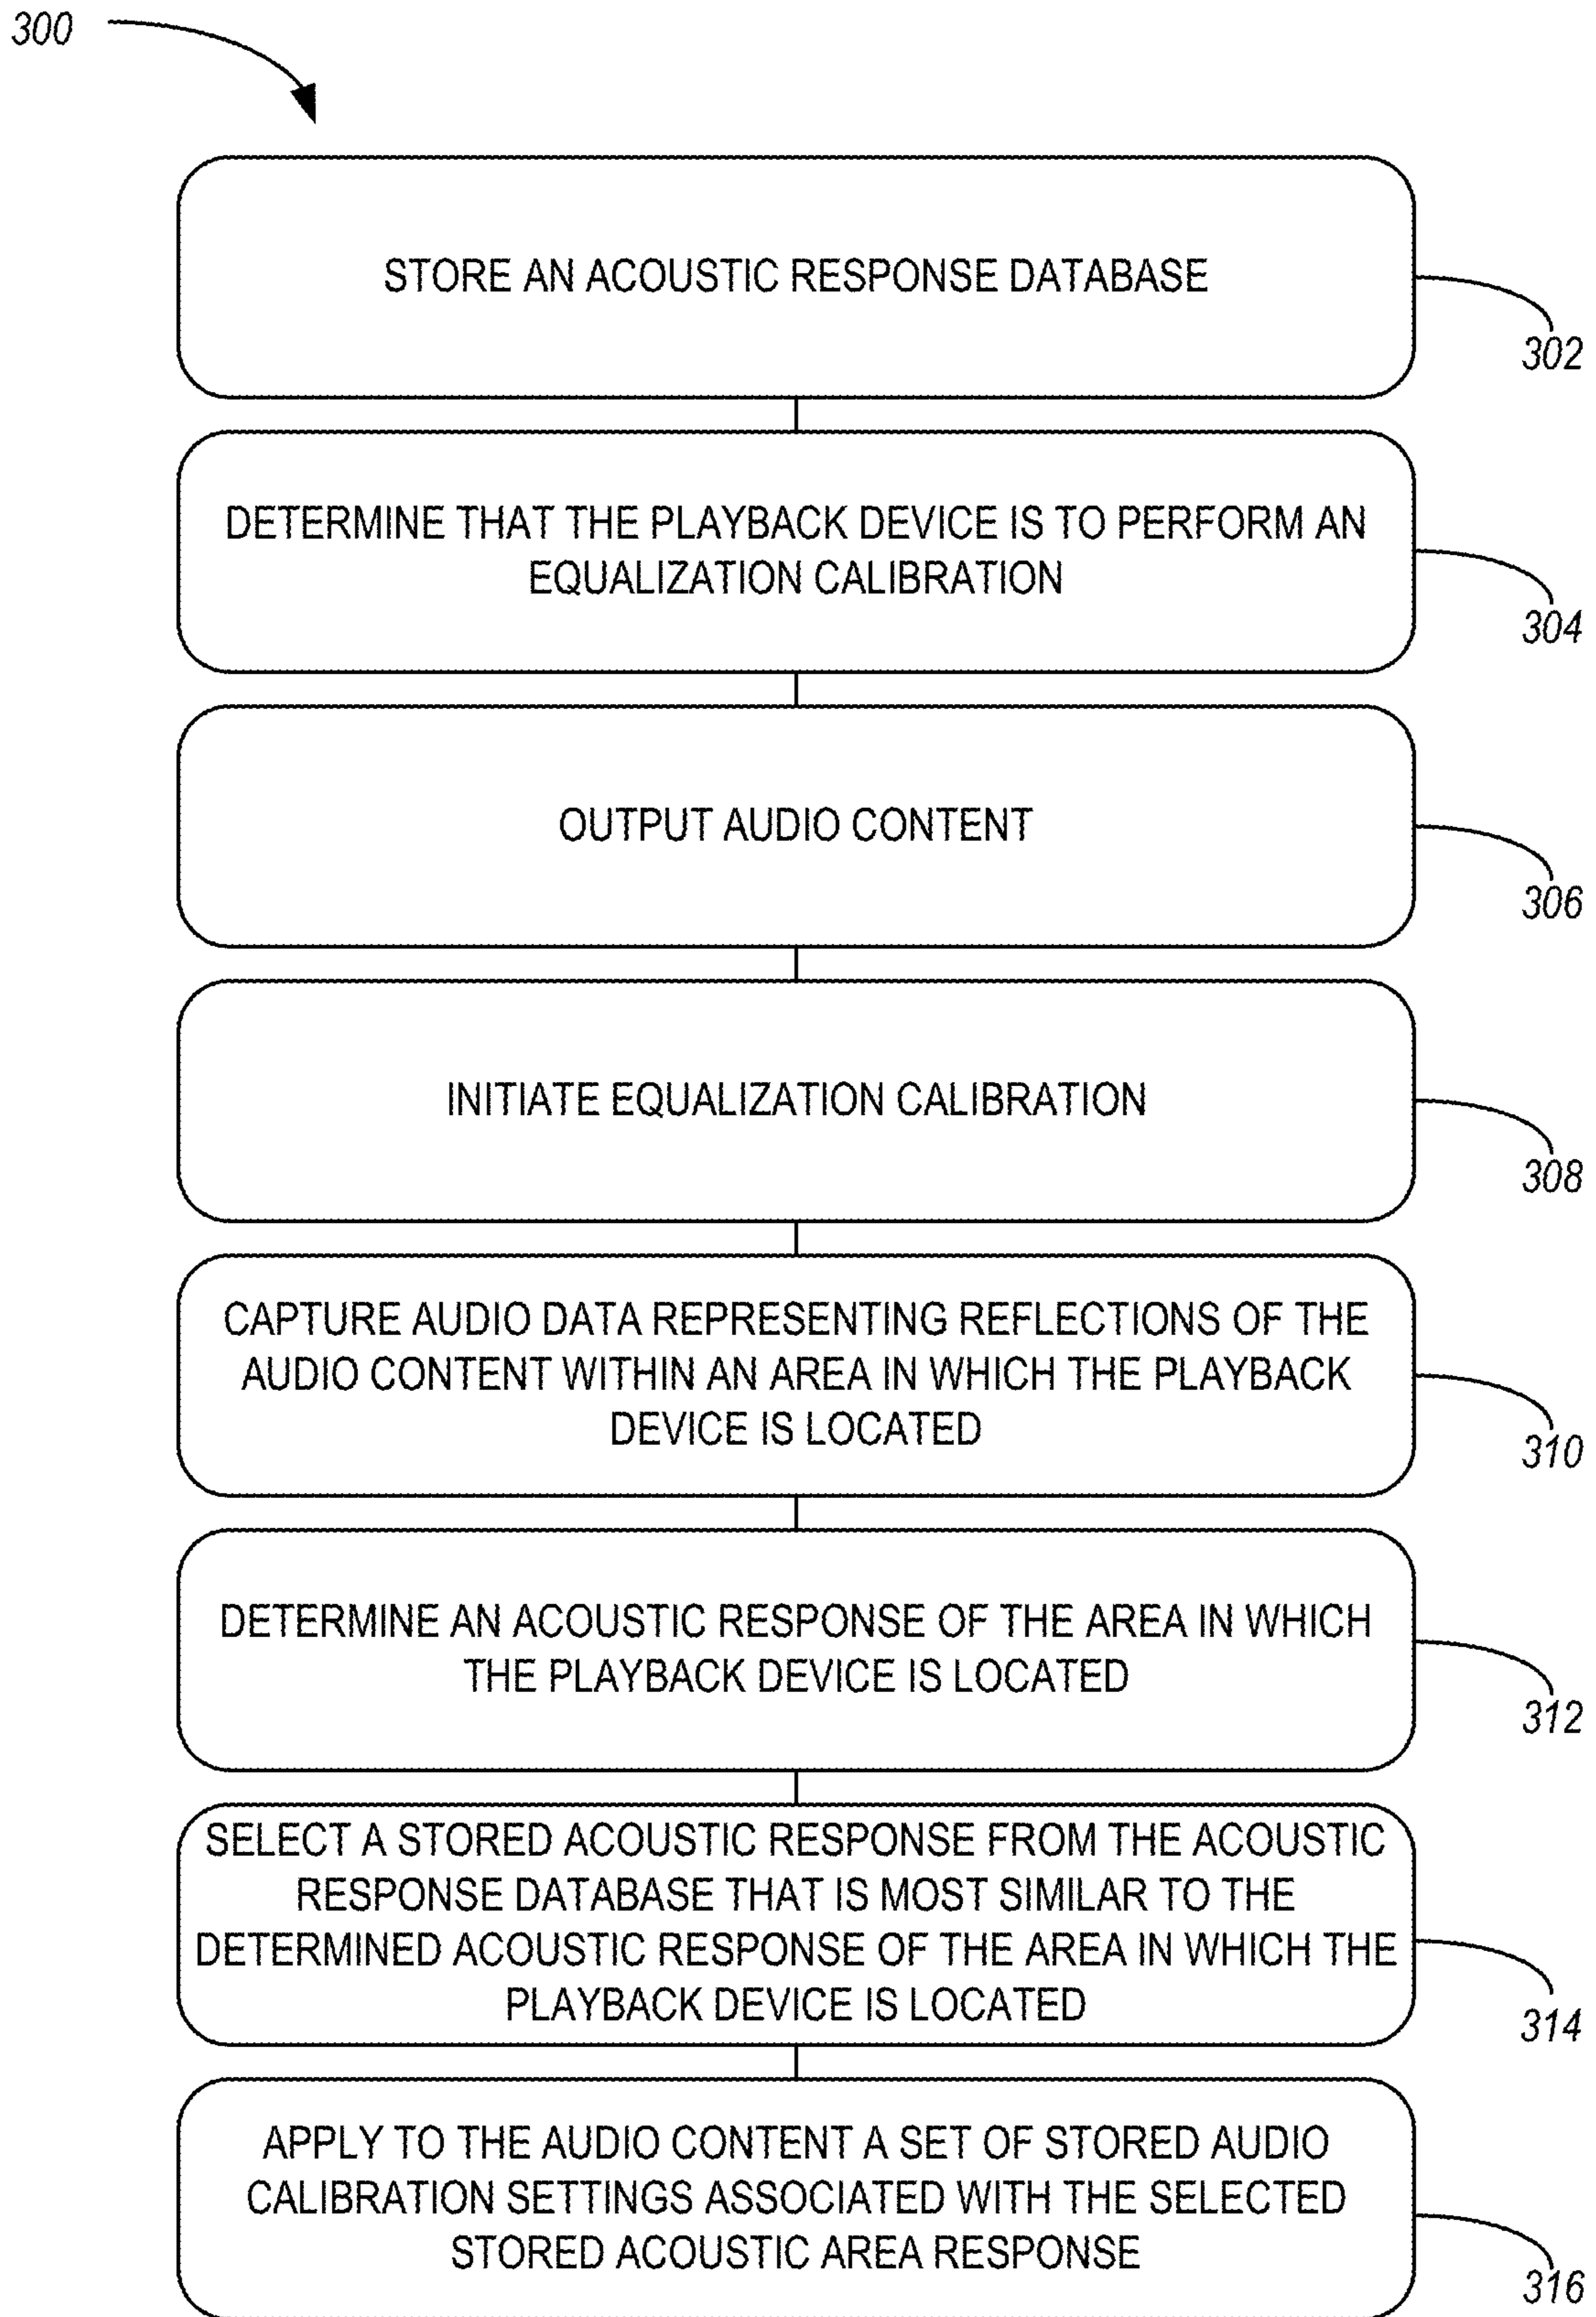 300
STORE AN ACOUSTIC RESPONSE DATABASE
302
DETERMINE THAT THE PLAYBACK DEVICE IS TO PERFORM AN
EQUALIZATION CALIBRATION
304
OUTPUT AUDIO CONTENT
306
INITIATE EQUALIZATION CALIBRATION
308
CAPTURE AUDIO DATA REPRESENTING REFLECTIONS OF THE
AUDIO CONTENT WITHIN AN AREA IN WHICH THE PLAYBACK
DEVICE IS LOCATED
310
DETERMINE AN ACOUSTIC RESPONSE OF THE AREA IN WHICH
THE PLAYBACK DEVICE IS LOCATED
312
SELECT A STORED ACOUSTIC RESPONSE FROM THE ACOUSTIC
RESPONSE DATABASE THAT IS MOST SIMILAR TO THE
DETERMINED ACOUSTIC RESPONSE OF THE AREA IN WHICH THE
PLAYBACK DEVICE IS LOCATED
314
APPLY TO THE AUDIO CONTENT A SET OF STORED AUDIO
CALIBRATION SETTINGS ASSOCIATED WITH THE SELECTED
STORED ACOUSTIC AREA RESPONSE
316